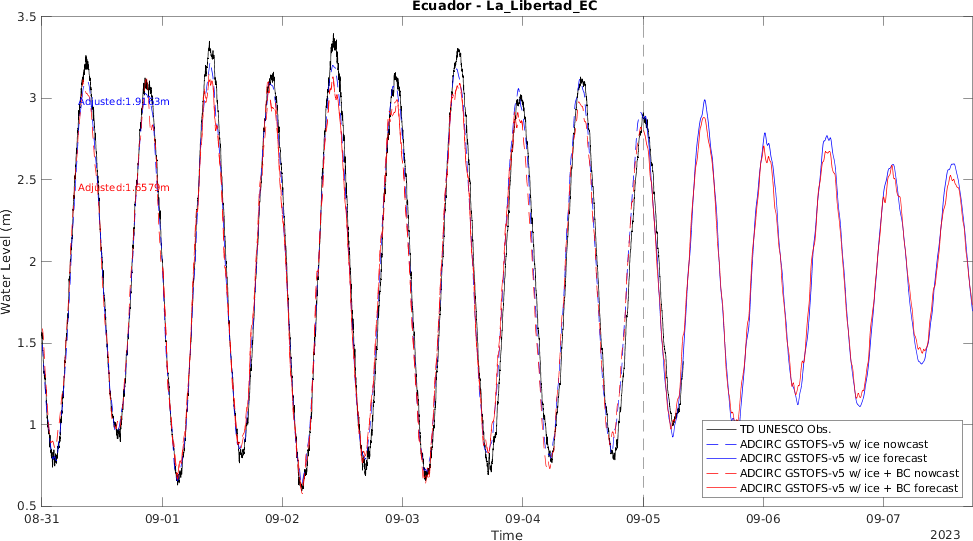 Ecuador - La_Libertad_EC
3.5
3
2.5
2
1.5
1
0.5
Water Level (m)
Adjusted:1.9163m
Adjusted:1.6579m
TD UNESCO Obs.
ADCIRC GSTOFS-v5 w/ ice nowcast
ADCIRC GSTOFS-v5 w/ ice forecast
ADCIRC GSTOFS-v5 w/ ice + BC nowcast
ADCIRC GSTOFS-v5 w/ ice + BC forecast
08-31 09-01 09-02 09-03 09-04 09-05 09-06 09-07
Time
2023